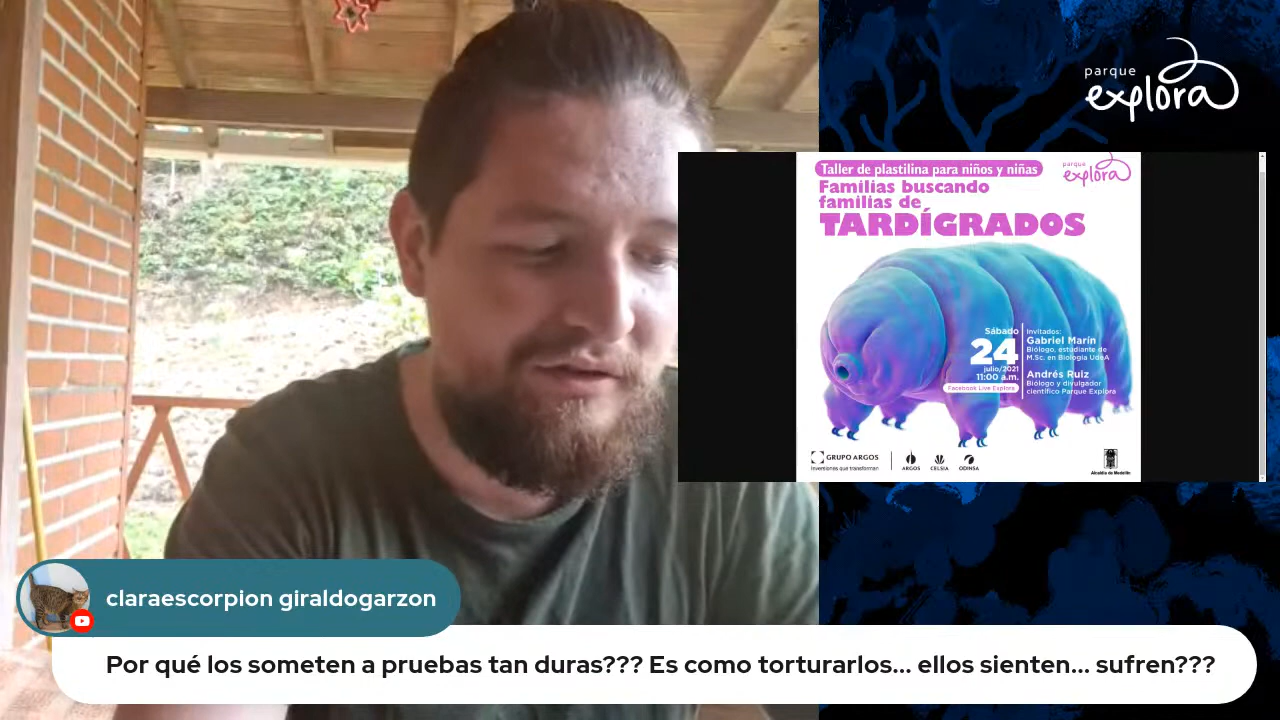 parque
explora
Taller de plastilina para niños y niñas
parque
explora
Familias buscando
familias de
TARDÍGRADOS
Sábado
24
julio/2021
11:00 a.m.
Facebook Live Explora
Invitados:
Gabriel Marín
Biólogo, estudiante de
M.Sc. en Biología UdeA
Andrés Ruiz
Biólogo y divulgador
científico Parque Explora
GRUPO ARGOS
Inversiones que transforman
ARGOS
CELSIA
ODINSA
Alcaldía de Medellín
claraescorpion giraldogarzon
Por qué los someten a pruebas tan duras??? Es como torturarlos... ellos sienten... sufren???